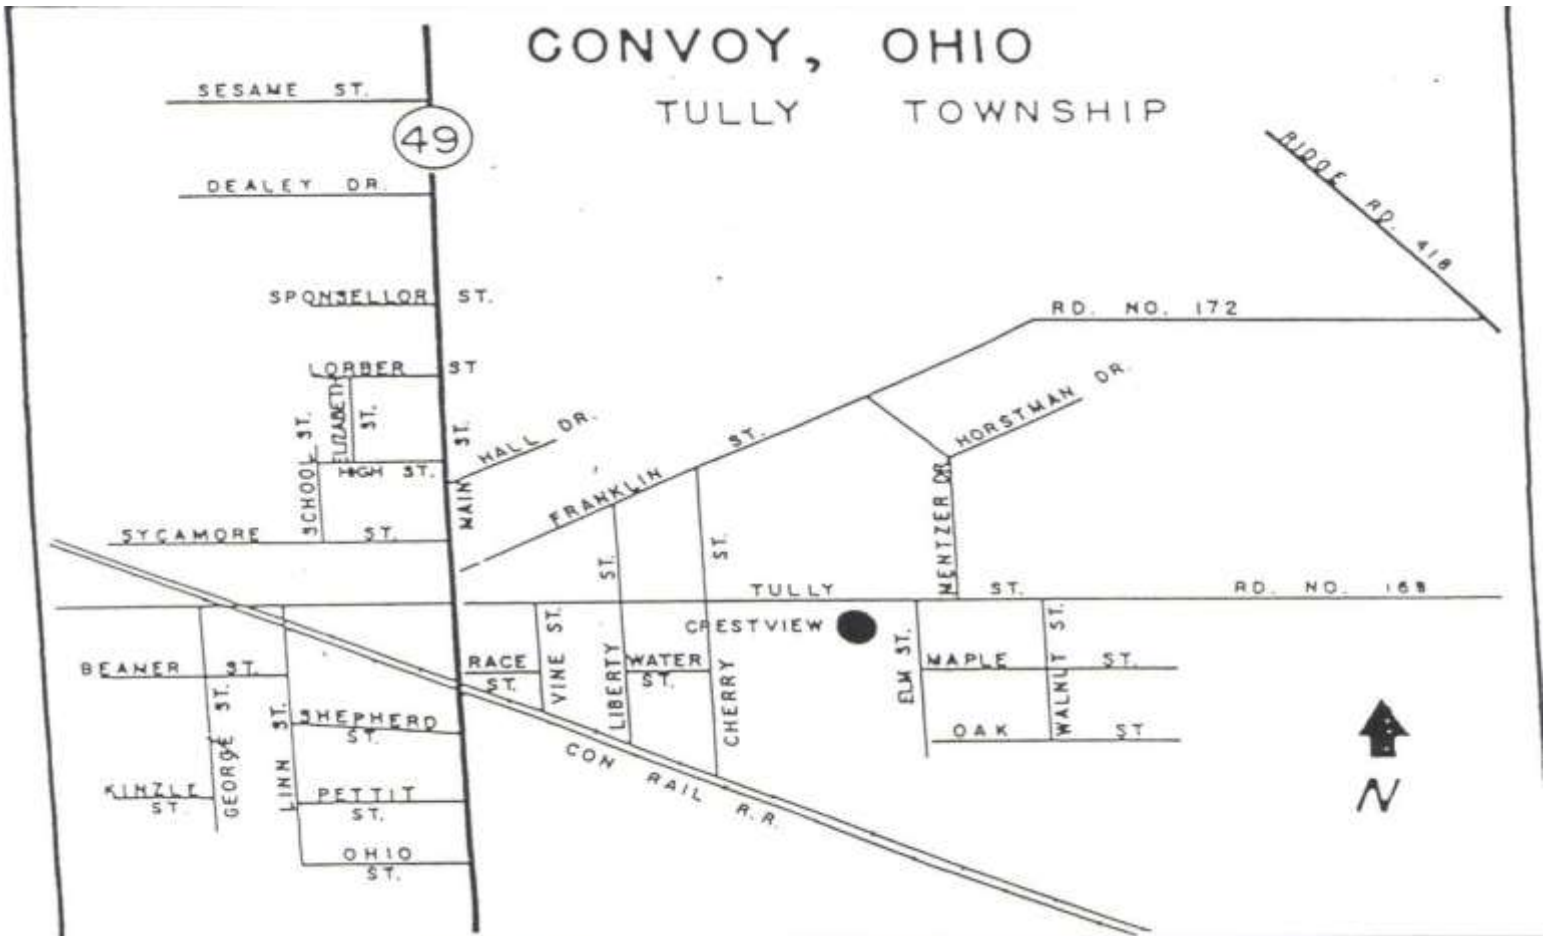 CONVOY, OHIO
TULLY TOWNSHIP
SESAME ST.
49
DEALEY DR.
SPONSELLOR ST.
LORBER ST
ELIZABETH ST.
SCHOOL ST.
HIGH ST.
MAIN ST.
HALL DR.
SYCAMORE ST.
FRANKLIN ST.
RD. NO. 172
RIDGE RD. 418
HORSTMAN DR.
MENTZER DR.
TULLY ST.
RD. NO. 168
CRESTVIEW
BEAMER ST.
GEORGE ST.
LINN ST.
SHEPHERD
ST.
KINZLE
ST.
PETTIT
ST.
OHIO
ST.
RACE
ST.
VINE ST.
LIBERTY ST.
WATER
ST.
CHERRY ST.
ELM ST.
MAPLE ST.
WALNUT ST.
OAK ST
CON RAIL R.R.
N